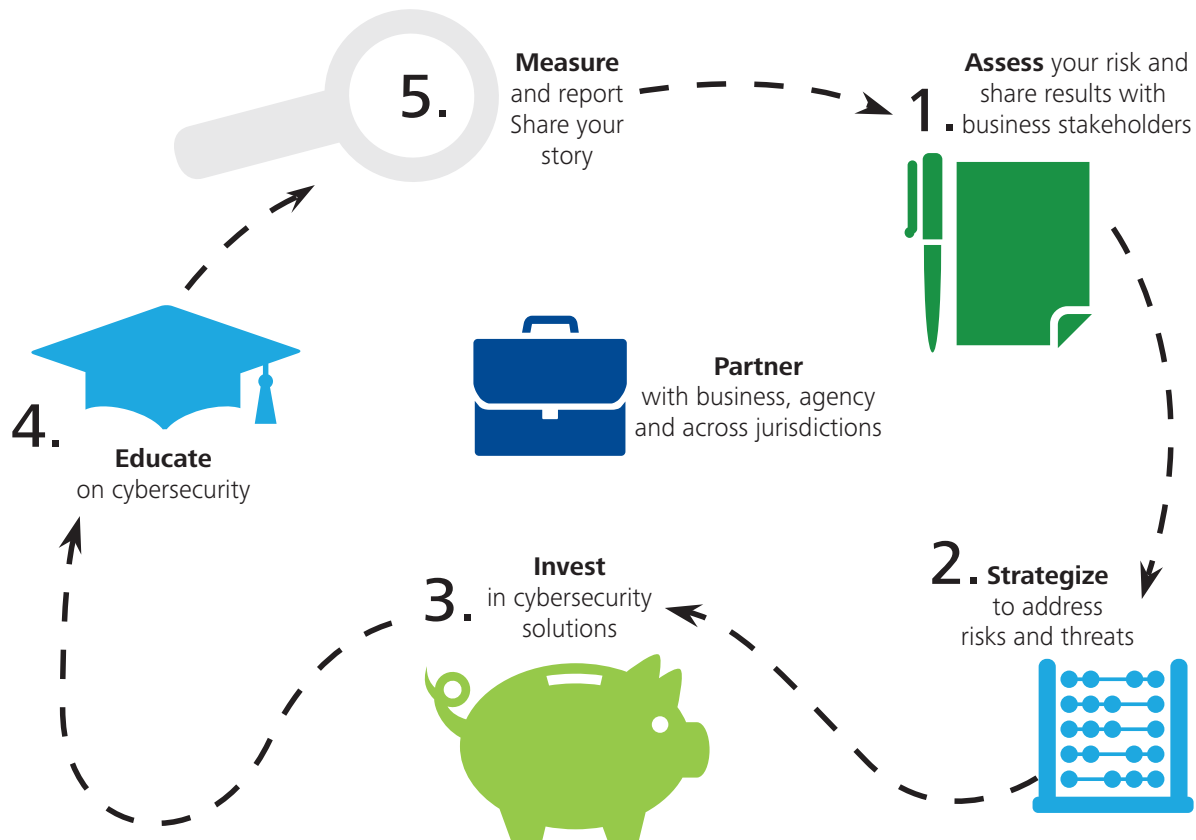 5.
Measure
and report
Share your
story
1.
Assess your risk and
share results with
business stakeholders
Partner
with business, agency
and across jurisdictions
4.
Educate
on cybersecurity
3.
Invest
in cybersecurity
solutions
2.
Strategize
to address
risks and threats